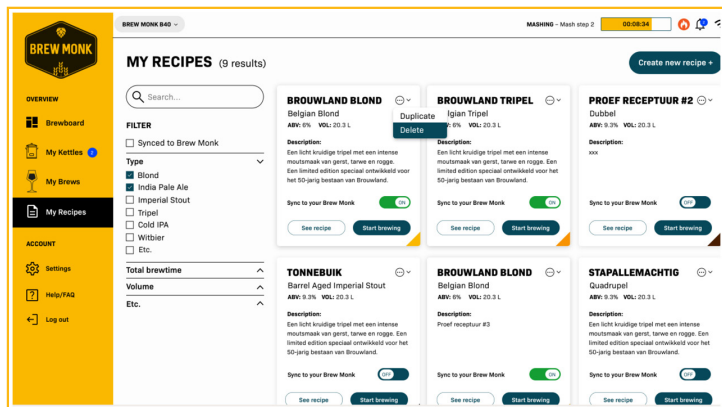 BREW MONK
BREW MONK B40
MASHING – Mash step 2
00:08:34
OVERVIEW
Brewboard
My Kettles
My Brews
My Recipes
ACCOUNT
Settings
Help/FAQ
Log out
MY RECIPES (9 results)
Create new recipe +
Search...
FILTER
Synced to Brew Monk
Type
Blond
India Pale Ale
Imperial Stout
Tripel
Cold IPA
Witbier
Etc.
Total brewtime
Volume
Etc.
BROUWLAND BLOND
Belgian Blond
ABV: 6% VOL: 20.3 L
Description:
Een licht kruidige tripel met een intense
moutsmaak van gerst, tarwe en rogge.
Een limited edition speciaal ontwikkeld voor
het 50-jarig bestaan van Brouwland.
Sync to your Brew Monk
ON
See recipe
Start brewing
Duplicate
Delete
BROUWLAND TRIPEL
lgian Tripel
: 6% VOL: 20.3 L
Description:
Een licht kruidige tripel met een intense
moutsmaak van gerst, tarwe en rogge. Een
limited edition speciaal ontwikkeld voor het
50-jarig bestaan van Brouwland.
Sync to your Brew Monk
ON
See recipe
Start brewing
PROEF RECEPTUUR #2
Dubbel
ABV: 9.3% VOL: 20.3 L
Description:
xxx
Sync to your Brew Monk
OFF
See recipe
Start brewing
TONNEBUIK
Barrel Aged Imperial Stout
ABV: 9.3% VOL: 20.3 L
Description:
Een licht kruidige tripel met een intense
moutsmaak van gerst, tarwe en rogge. Een
limited edition speciaal ontwikkeld voor het
50-jarig bestaan van Brouwland.
Sync to your Brew Monk
OFF
See recipe
Start brewing
BROUWLAND BLOND
Belgian Blond
ABV: 6% VOL: 20.3 L
Description:
Proef receptuur #3
Sync to your Brew Monk
ON
See recipe
Start brewing
STAPALLEMACHTIG
Quadrupel
ABV: 9.3% VOL: 20.3 L
Description:
Een licht kruidige tripel met een intense
moutsmaak van gerst, tarwe en rogge. Een
limited edition speciaal ontwikkeld voor het
50-jarig bestaan van Brouwland.
Sync to your Brew Monk
OFF
See recipe
Start brewing